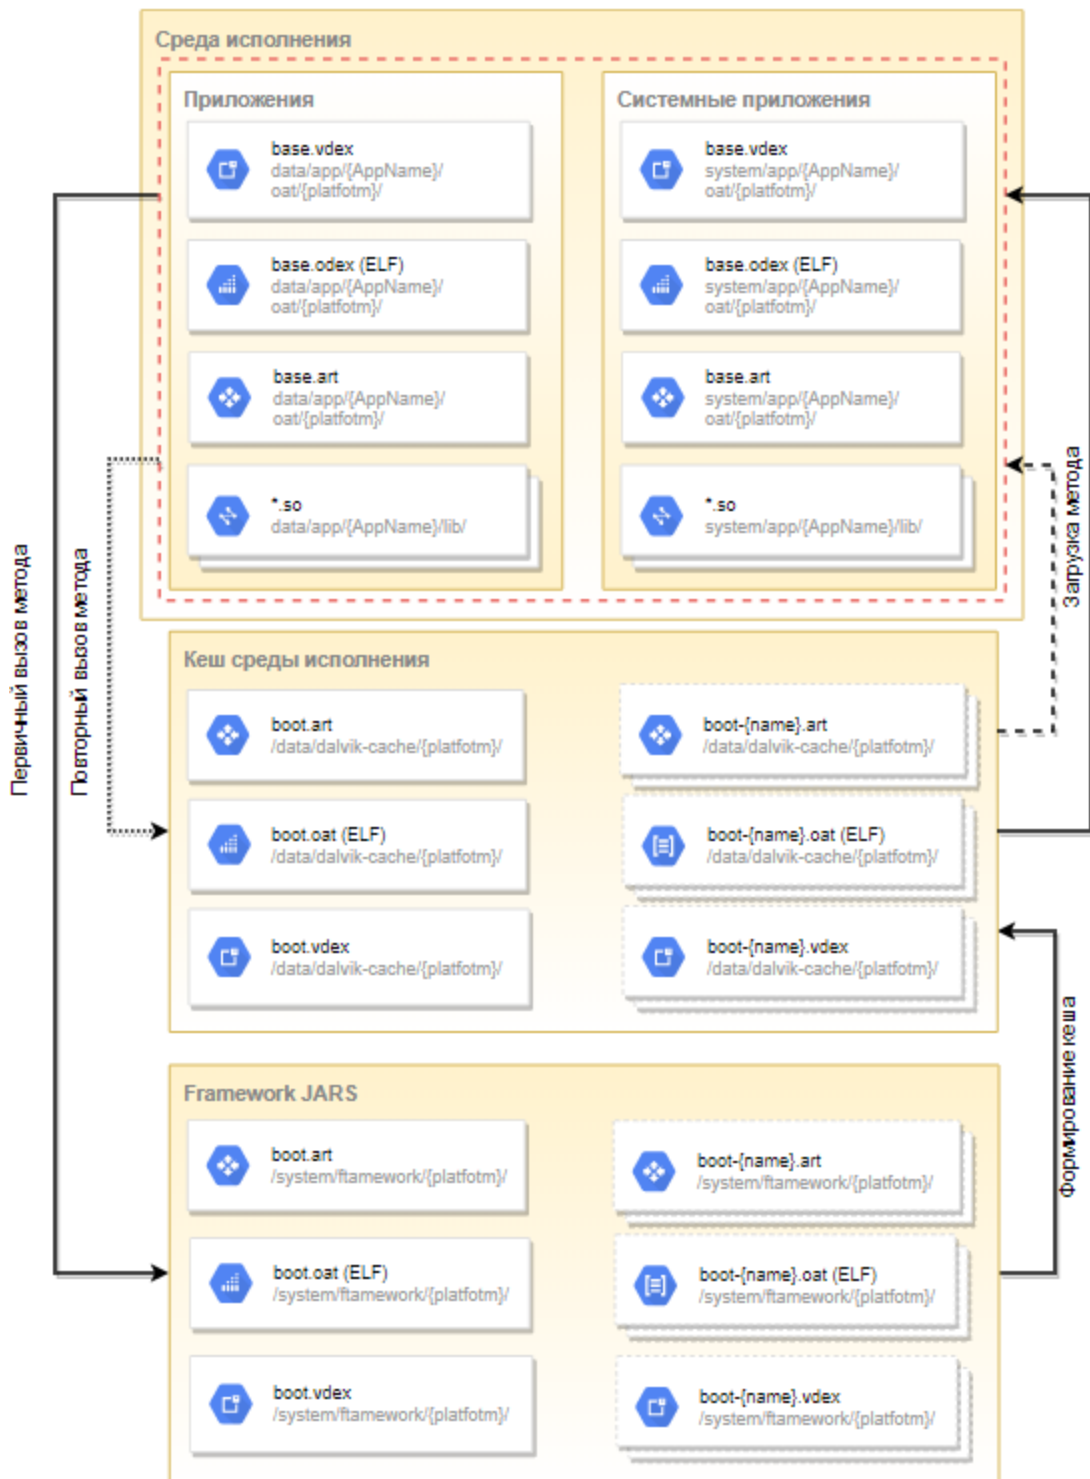 Среда исполнения
Приложения
base.vdex
data/app/{AppName}/
oat/{platfotm}/
base.odex (ELF)
data/app/{AppName}/
oat/{platfotm}/
base.art
data/app/{AppName}/
oat/{platfotm}/
*.so
data/app/{AppName}/lib/
Системные приложения
base.vdex
system/app/{AppName}/
oat/{platfotm}/
base.odex (ELF)
system/app/{AppName}/
oat/{platfotm}/
base.art
system/app/{AppName}/
oat/{platfotm}/
*.so
system/app/{AppName}/lib/
Первичный вызов метода
Повторный вызов метода
Загрузка метода
Кеш среды исполнения
boot.art
/data/dalvik-cache/{platfotm}/
boot.oat (ELF)
/data/dalvik-cache/{platfotm}/
boot.vdex
/data/dalvik-cache/{platfotm}/
boot-{name}.art
/data/dalvik-cache/{platfotm}/
boot-{name}.oat (ELF)
/data/dalvik-cache/{platfotm}/
boot-{name}.vdex
/data/dalvik-cache/{platfotm}/
Формирование кеша
Framework JARS
boot.art
/system/ftamework/{platfotm}/
boot.oat (ELF)
/system/ftamework/{platfotm}/
boot.vdex
/system/ftamework/{platfotm}/
boot-{name}.art
/system/ftamework/{platfotm}/
boot-{name}.oat (ELF)
/system/ftamework/{platfotm}/
boot-{name}.vdex
/system/ftamework/{platfotm}/